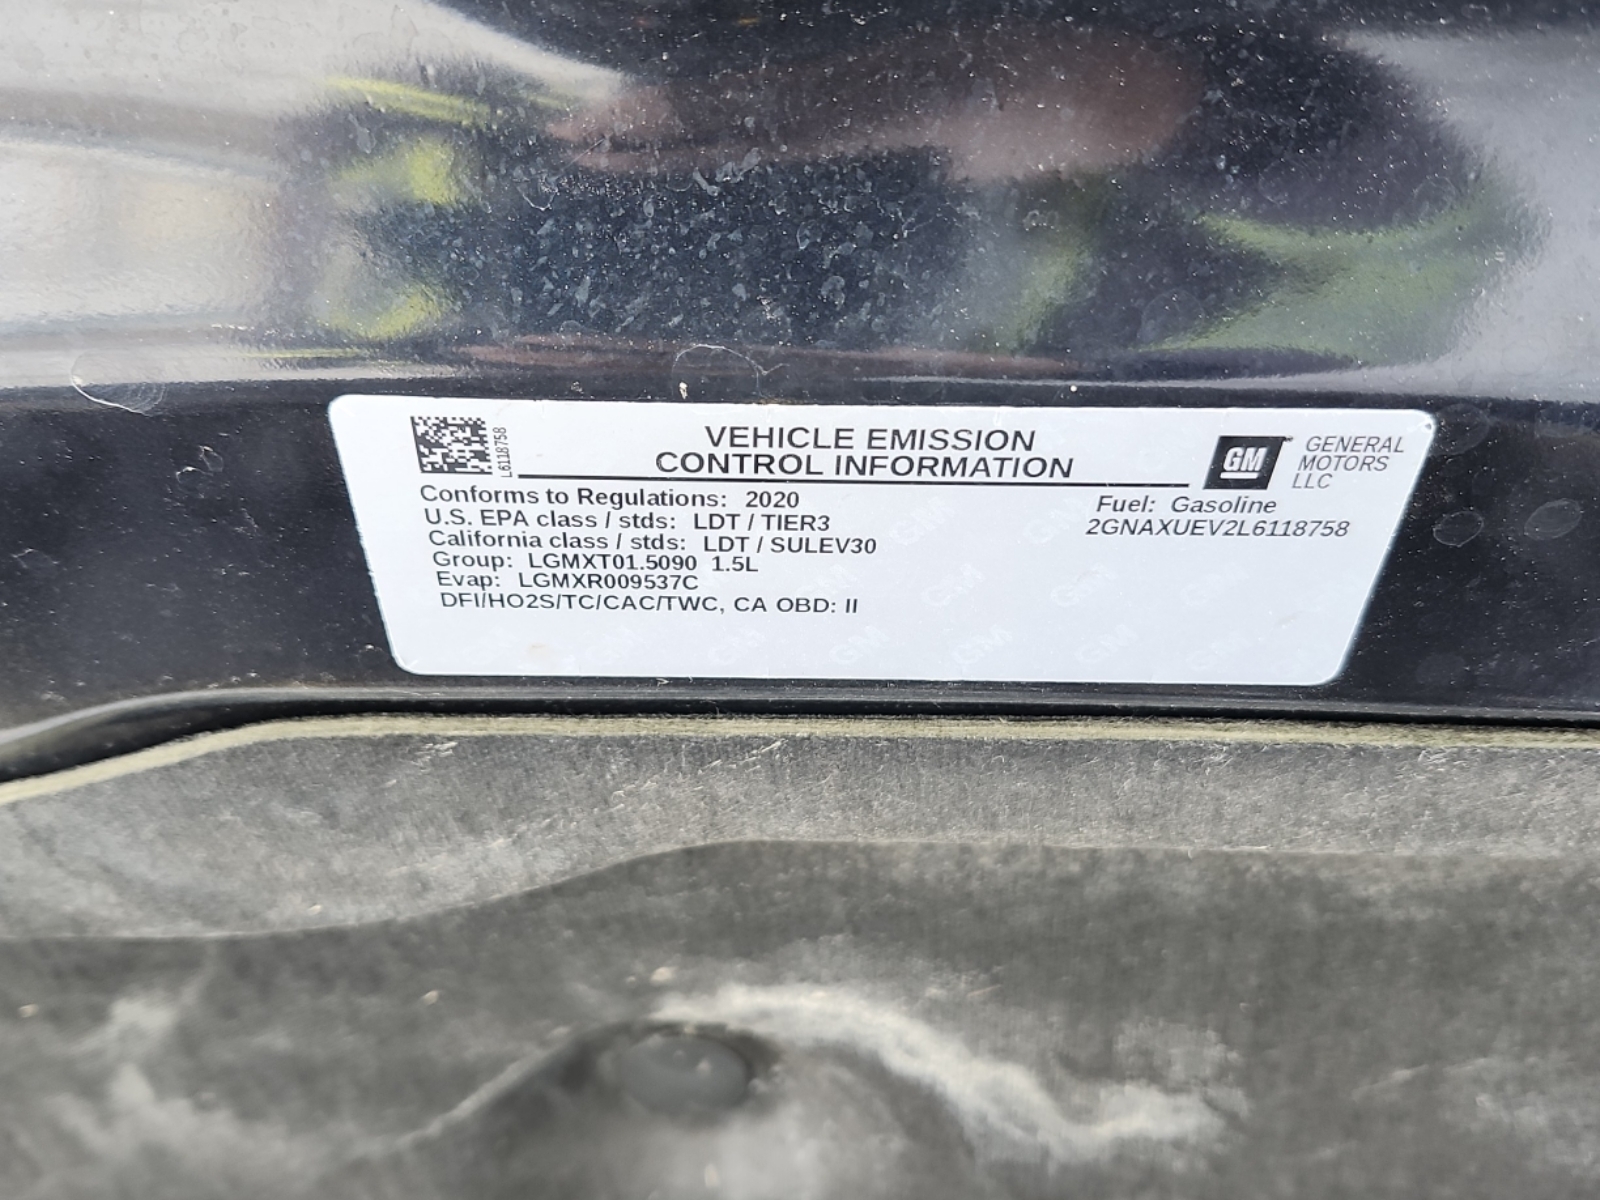 L6118758
VEHICLE EMISSION
CONTROL INFORMATION
GM
GENERAL
MOTORS
LLC
Conforms to Regulations: 2020
U.S. EPA class / stds: LDT / TIER3
California class / stds: LDT / SULEV30
Group: LGMXT01.5090 1.5L
Evap: LGMXR009537C
DFI/HO2S/TC/CAC/TWC, CA OBD: II
Fuel: Gasoline
2GNAXUEV2L6118758